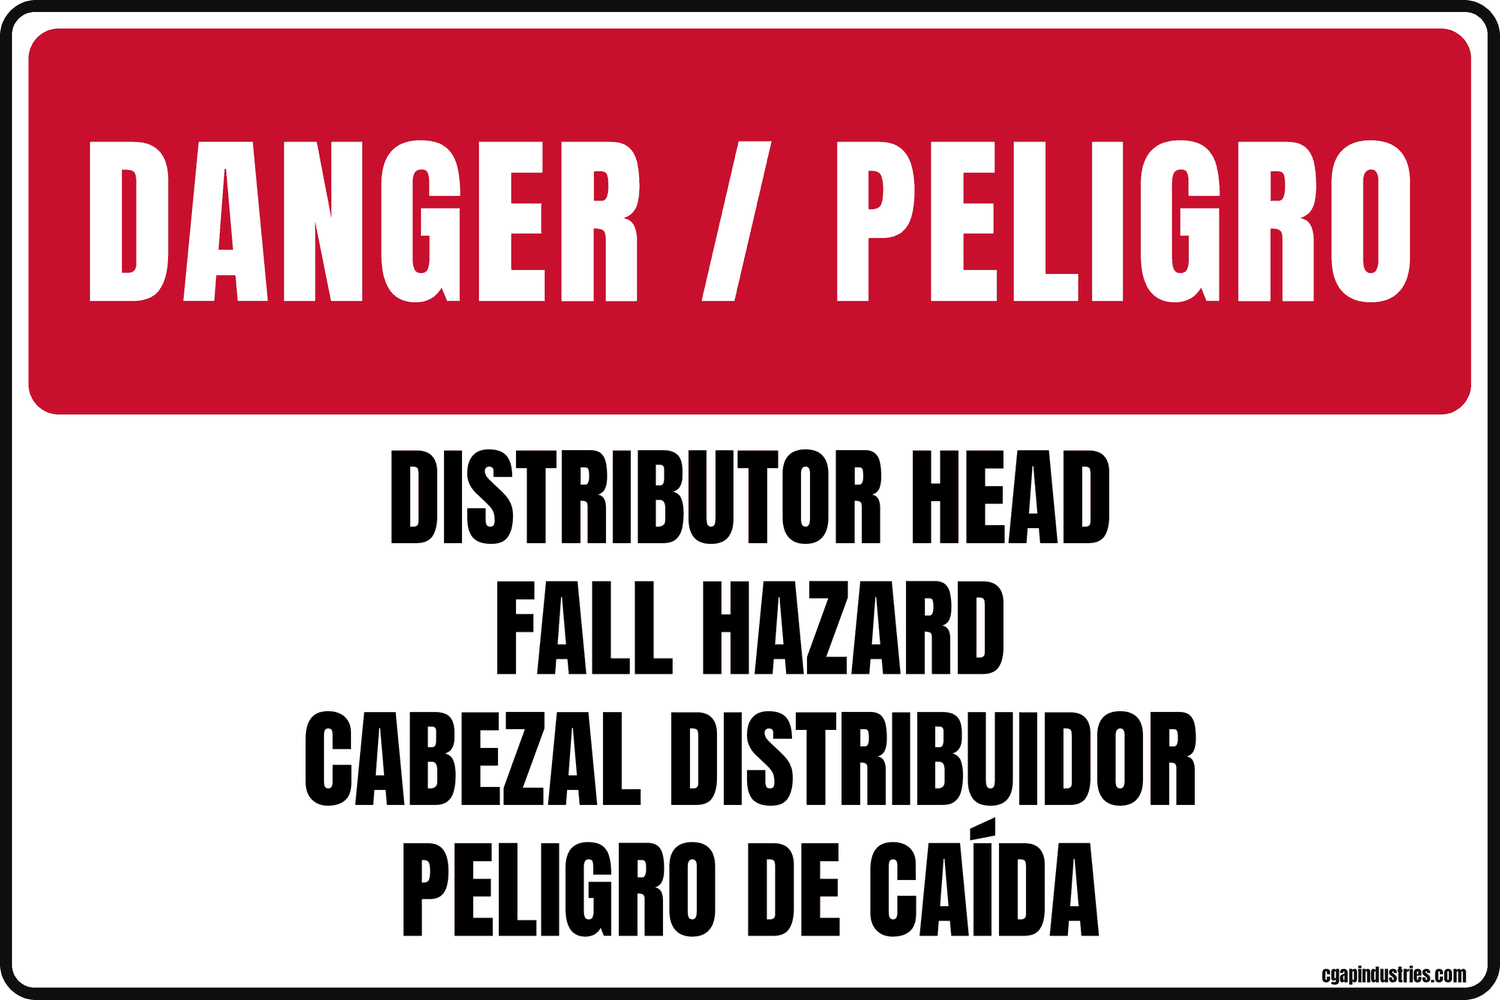 DANGER / PELIGRO
DISTRIBUTOR HEAD
FALL HAZARD
CABEZAL DISTRIBUIDOR
PELIGRO DE CAÍDA
cgapindustries.com